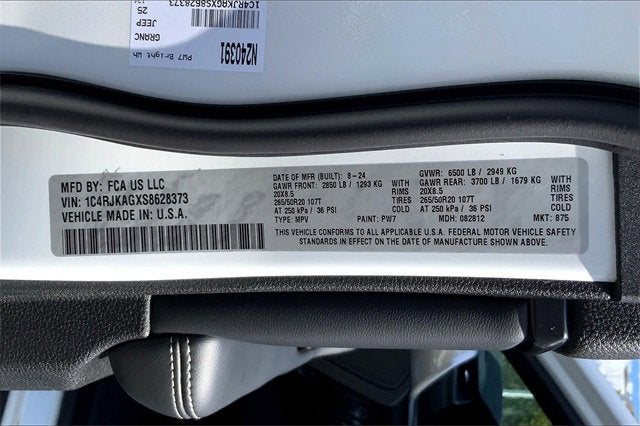 1C4RJKAGXS8628373
25
JEEP
GRANC
N240391
PW7 Bright Wh
MFD BY: FCA US LLC
VIN: 1C4RJKAGXS8628373
VEHICLE MADE IN: U.S.A.
DATE OF MFR (BUILT): 8-24
GAWR FRONT: 2850 LB / 1293 KG WITH
20X8.5 RIMS
265/50R20 107T TIRES
AT 250 kPa / 36 PSI COLD
TYPE: MPV PAINT: PW7
GVWR: 6500 LB / 2949 KG
GAWR REAR: 3700 LB / 1679 KG WITH
20X8.5 RIMS
265/50R20 107T TIRES
AT 250 kPa / 36 PSI COLD
MDH: 082812 MKT: 875
THIS VEHICLE CONFORMS TO ALL APPLICABLE U.S.A. FEDERAL MOTOR VEHICLE SAFETY
STANDARDS IN EFFECT ON THE DATE OF MANUFACTURE SHOWN ABOVE.